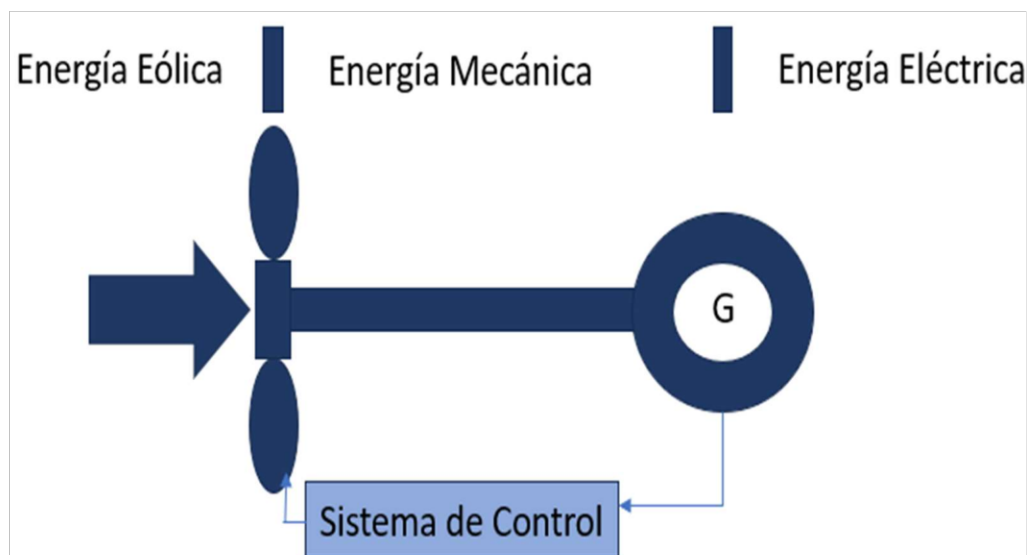 Energía Eólica
Energía Mecánica
Energía Eléctrica
G
Sistema de Control